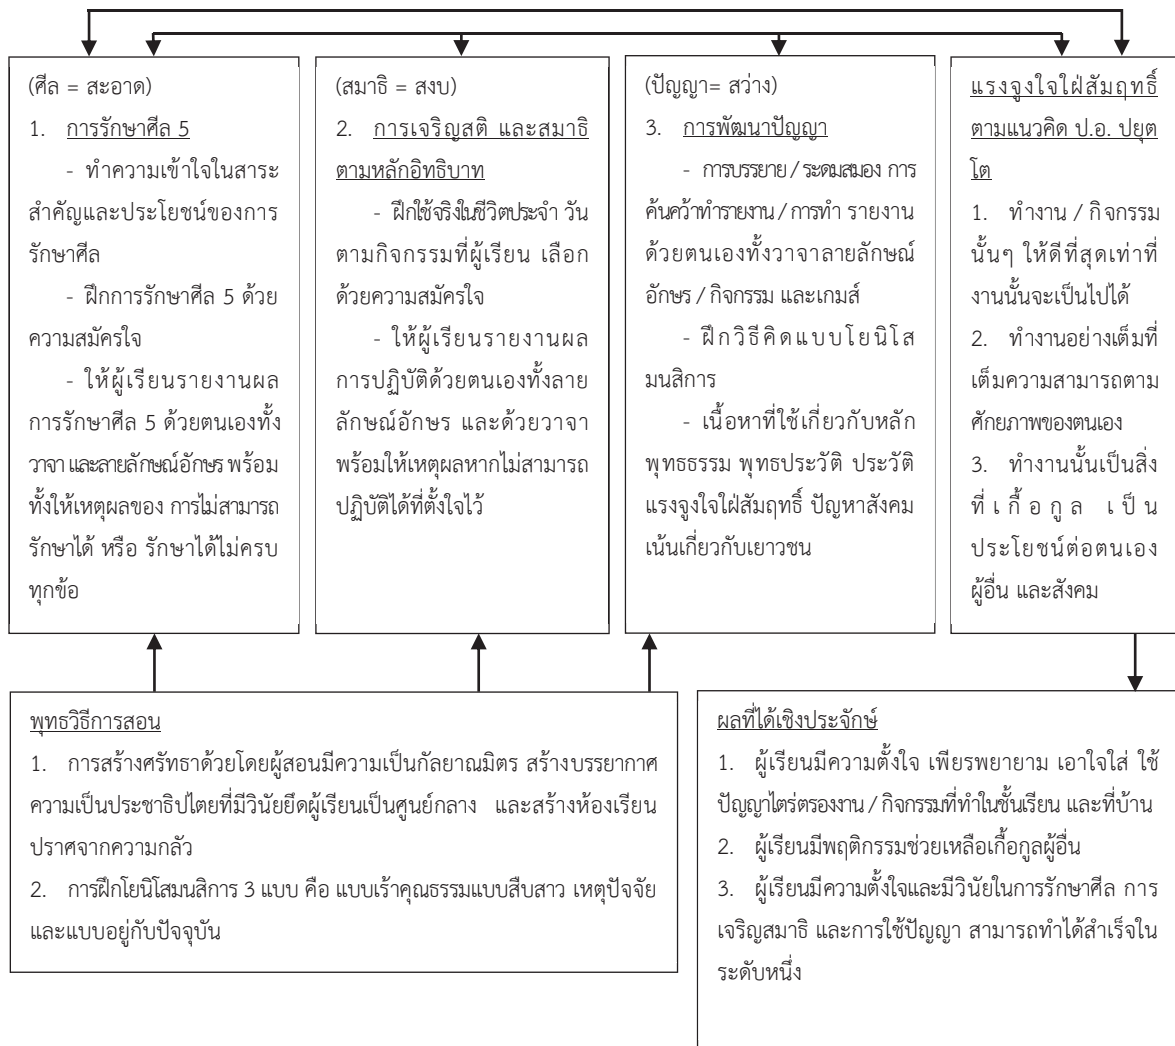 (ศีล = สะอาด)
1. การรักษาศีล 5
- ทำความเข้าใจในสาระ
สำคัญและประโยชน์ของการ
รักษาศีล
- ฝึกการรักษาศีล 5 ด้วย
ความสมัครใจ
- ให้ผู้เรียนรายงานผล
การรักษาศีล 5 ด้วยตนเองทั้ง
วาจา และลายลักษณ์อักษร พร้อม
ทั้งให้เหตุผลของ การไม่สามารถ
รักษาได้ หรือ รักษาได้ไม่ครบ
ทุกข้อ
(สมาธิ = สงบ)
2. การเจริญสติ และสมาธิ
ตามหลักอิทธิบาท
- ฝึกใช้จริงในชีวิตประจำ วัน
ตามกิจกรรมที่ผู้เรียน เลือก
ด้วยความสมัครใจ
- ให้ผู้เรียนรายงานผล
การปฏิบัติด้วยตนเองทั้งลาย
ลักษณ์อักษร และด้วยวาจา
พร้อมให้เหตุผลหากไม่สามารถ
ปฏิบัติได้ที่ตั้งใจไว้
(ปัญญา= สว่าง)
3. การพัฒนาปัญญา
- การบรรยาย / ระดมสมอง การ
ค้นคว้าทำรายงาน / การทำ รายงาน
ด้วยตนเองทั้งวาจาลายลักษณ์
อักษร / กิจกรรม และเกมส์
- ฝึกวิธีคิดแบบโยนิโส
มนสิการ
- เนื้อหาที่ใช้เกี่ยวกับหลัก
พุทธธรรม พุทธประวัติ ประวัติ
แรงจูงใจใฝ่สัมฤทธิ์ ปัญหาสังคม
เน้นเกี่ยวกับเยาวชน
แรงจูงใจใฝ่สัมฤทธิ์
ตามแนวคิด ป.อ. ปยุต
โต
1. ทำงาน / กิจกรรม
นั้นๆ ให้ดีที่สุดเท่าที่
งานนั้นจะเป็นไปได้
2. ทำงานอย่างเต็มที่
เต็มความสามารถตาม
ศักยภาพของตนเอง
3. ทำงานนั้นเป็นสิ่ง
ที่เกื้อกูล เป็น
ประโยชน์ต่อตนเอง
ผู้อื่น และสังคม
พุทธวิธีการสอน
1. การสร้างศรัทธาด้วยโดยผู้สอนมีความเป็นกัลยาณมิตร สร้างบรรยากาศ
ความเป็นประชาธิปไตยที่มีวินัยยึดผู้เรียนเป็นศูนย์กลาง และสร้างห้องเรียน
ปราศจากความกลัว
2. การฝึกโยนิโสมนสิการ 3 แบบ คือ แบบเร้าคุณธรรมแบบสืบสาว เหตุปัจจัย
และแบบอยู่กับปัจจุบัน
ผลที่ได้เชิงประจักษ์
1. ผู้เรียนมีความตั้งใจ เพียรพยายาม เอาใจใส่ ใช้
ปัญญาไตร่ตรองงาน / กิจกรรมที่ทำในชั้นเรียน และที่บ้าน
2. ผู้เรียนมีพฤติกรรมช่วยเหลือเกื้อกูลผู้อื่น
3. ผู้เรียนมีความตั้งใจและมีวินัยในการรักษาศีล การ
เจริญสมาธิ และการใช้ปัญญา สามารถทำได้สำเร็จใน
ระดับหนึ่ง